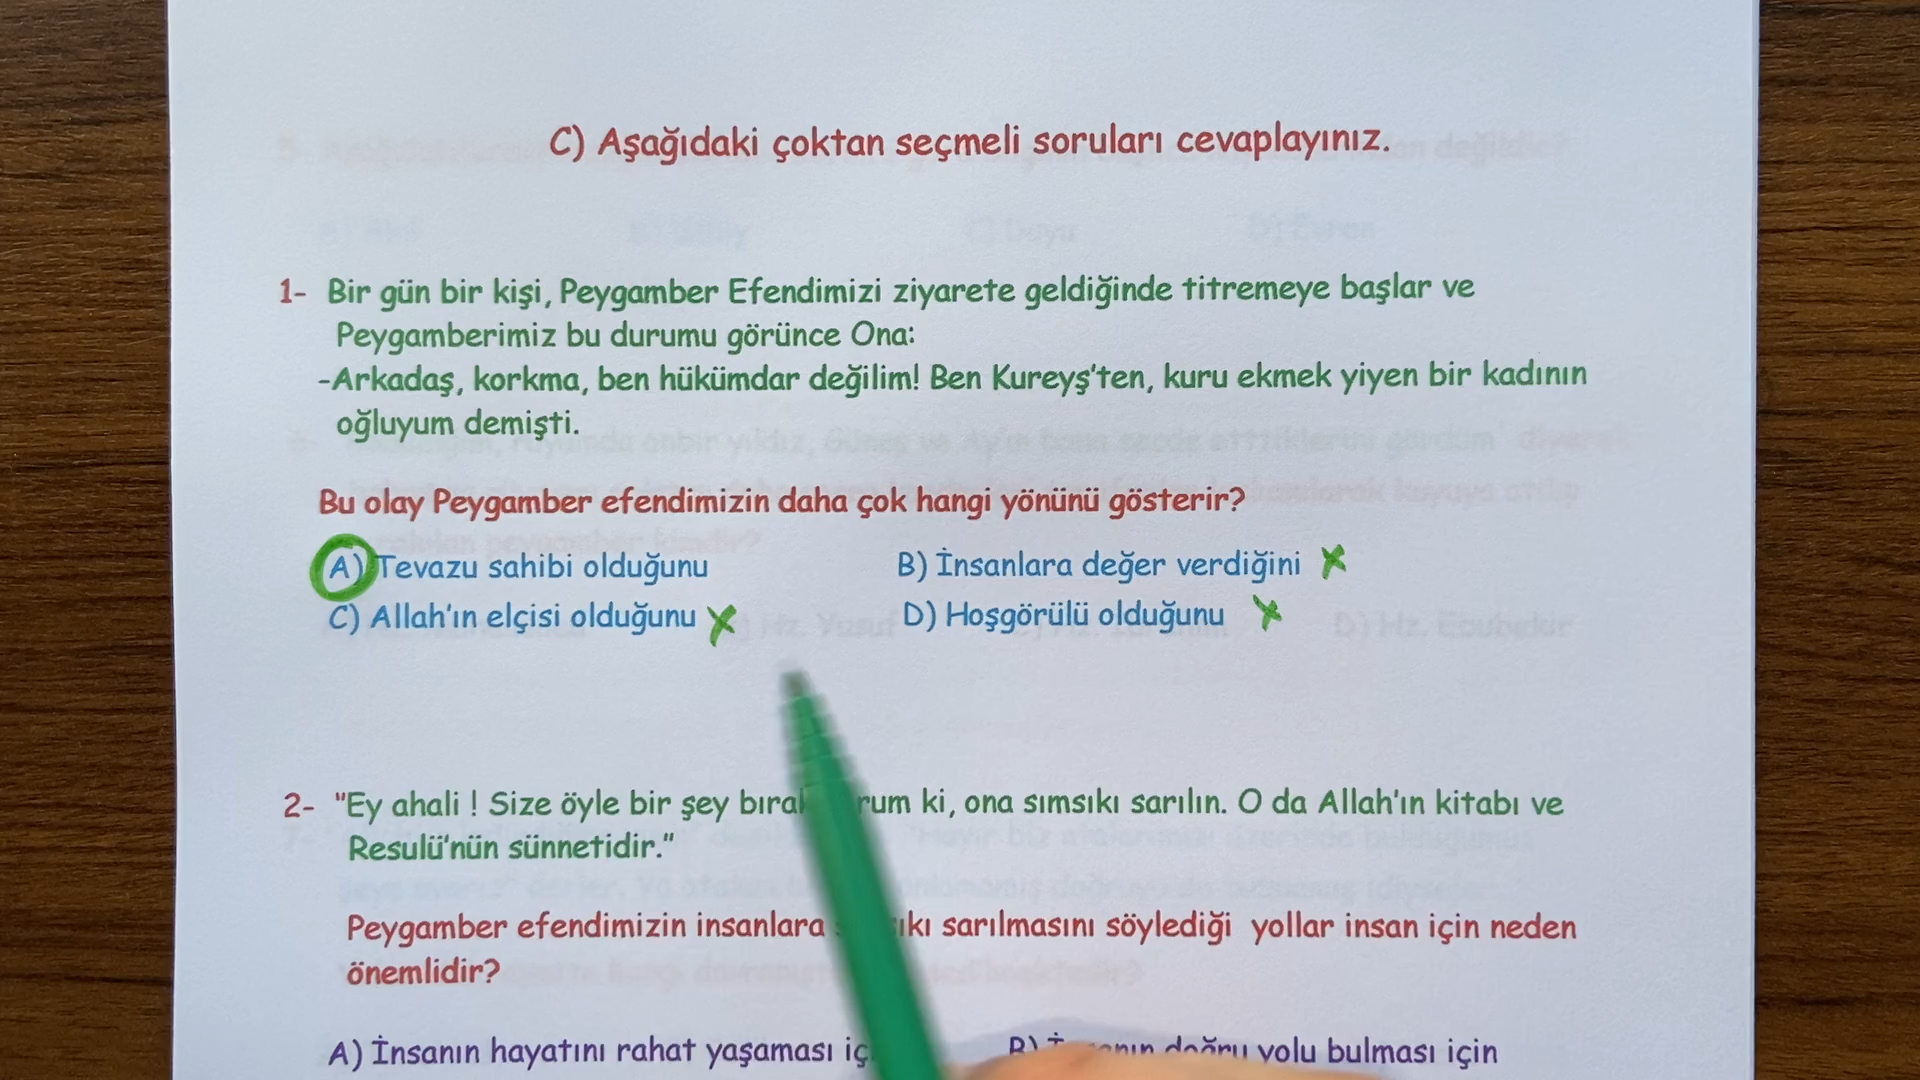 C) Aşağıdaki çoktan seçmeli soruları cevaplayınız.
1- Bir gün bir kişi, Peygamber Efendimizi ziyarete geldiğinde titremeye başlar ve
Peygamberimiz bu durumu görünce Ona:
-Arkadaş, korkma, ben hükümdar değilim! Ben Kureyş'ten, kuru ekmek yiyen bir kadının
oğluyum demişti.
Bu olay Peygamber efendimizin daha çok hangi yönünü gösterir?
A) Tevazu sahibi olduğunu B) İnsanlara değer verdiğini
C) Allah'ın elçisi olduğunu D) Hoşgörülü olduğunu
2- "Ey ahali ! Size öyle bir şey ki, ona sımsıkı sarılın. O da Allah'ın kitabı ve
Resulü'nün sünnetidir."
Peygamber efendimizin insanlara sarılmasını söylediği yollar insan için neden
önemlidir?
A) İnsanın hayatını rahat yaşaması B) doğru yolu bulması için